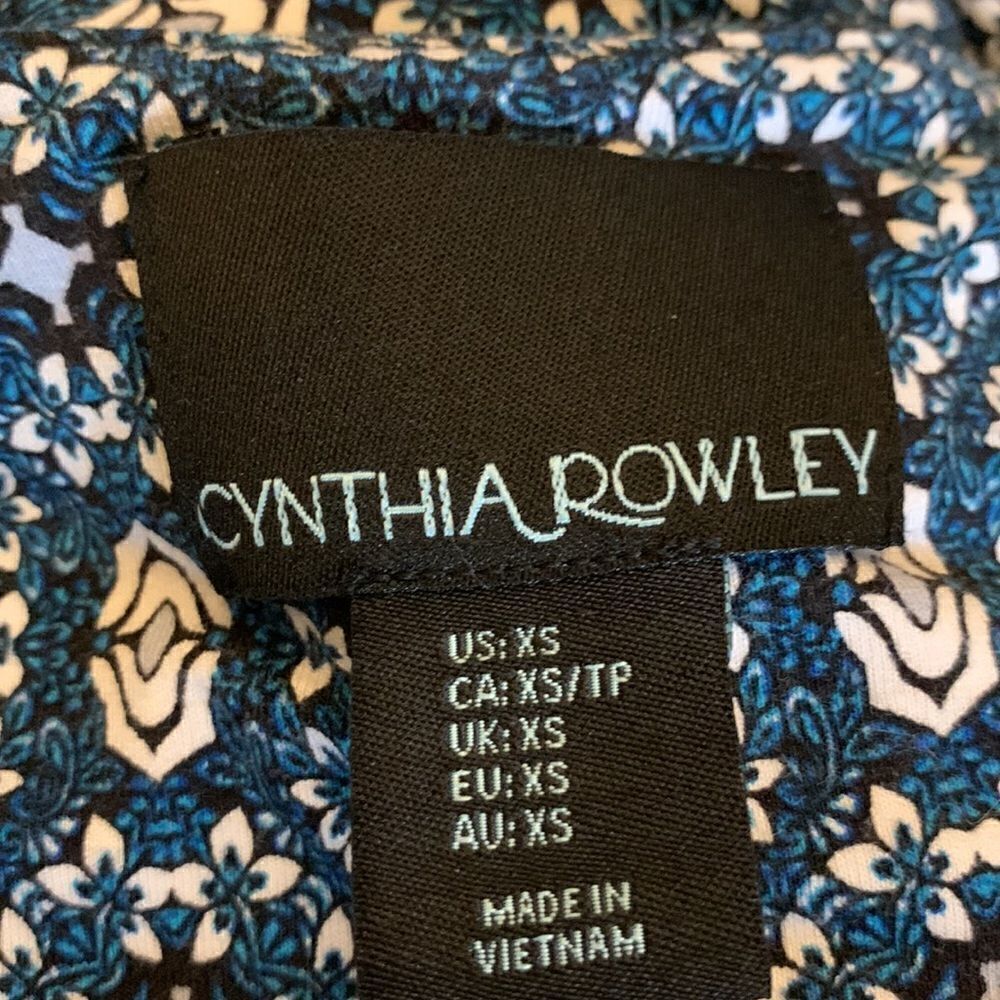 CYNTHIA ROWLEY
US: XS
CA: XS/TP
UK: XS
EU: XS
AU: XS
MADE IN
VIETNAM